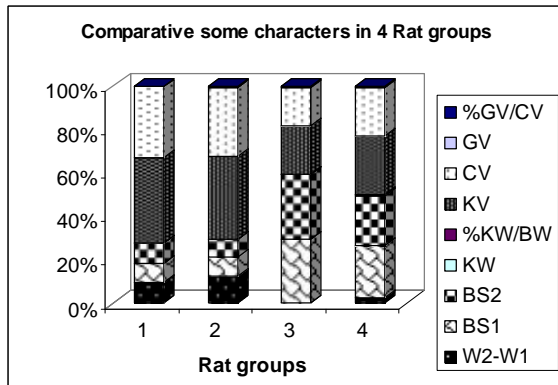 Comparative some characters in 4 Rat groups
100%
80%
60%
40%
20%
0%
1 2 3 4
Rat groups
%GV/CV
GV
CV
KV
%KW/BW
KW
BS2
BS1
W2-W1